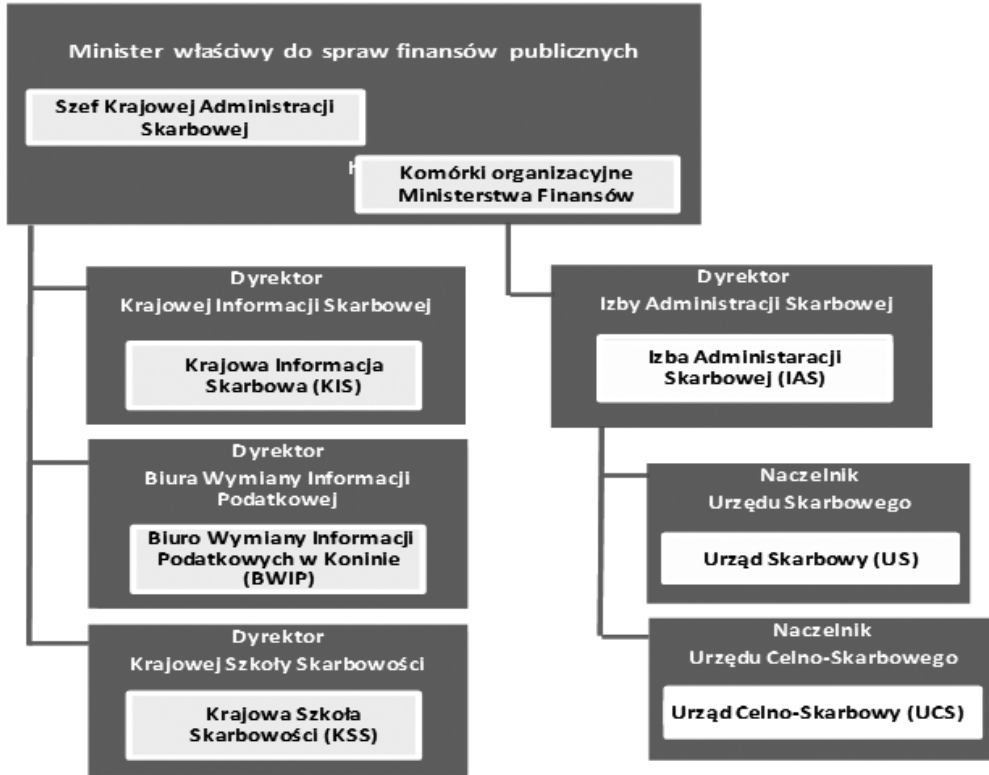 Minister właściwy do spraw finansów publicznych
Szef Krajowej Administracji
Skarbowej
Komórki organizacyjne
Ministerstwa Finansów
Dyrektor
Krajowej Informacji Skarbowej
Krajowa Informacja
Skarbowa (KIS)
Dyrektor
Biura Wymiany Informacji
Podatkowej
Biuro Wymiany Informacji
Podatkowych w Koninie
(BWIP)
Dyrektor
Krajowej Szkoły Skarbowości
Krajowa Szkoła
Skarbowości (KSS)
Dyrektor
Izby Administracji Skarbowej
Izba Administaracji
Skarbowej (IAS)
Naczelnik
Urzędu Skarbowego
Urząd Skarbowy (US)
Naczelnik
Urzędu Celno-Skarbowego
Urząd Celno-Skarbowy (UCS)